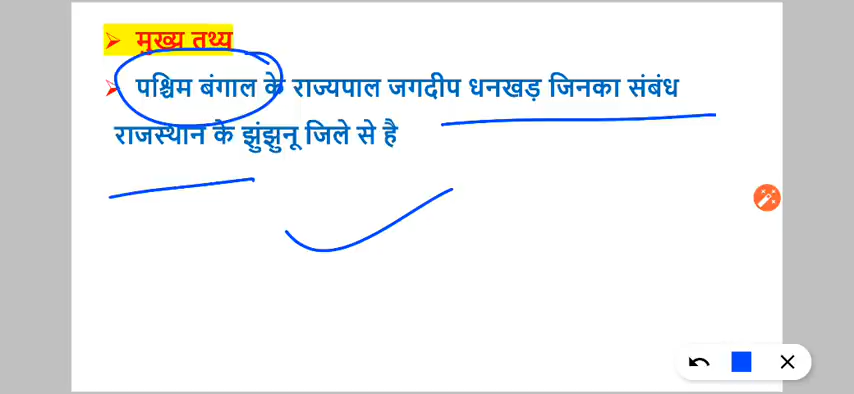 मुख्य तथ्य
पश्चिम बंगाल के राज्यपाल जगदीप धनखड़ जिनका संबंध
राजस्थान के झुंझुनू जिले से है